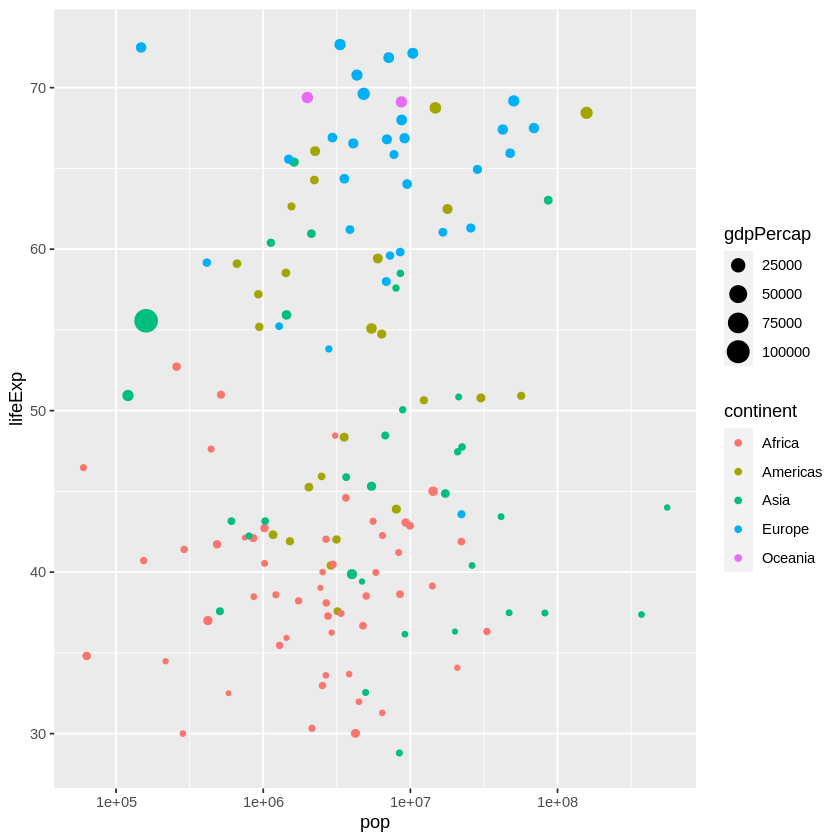 70
60
50
40
30
lifeExp
1e+05 1e+06 1e+07 1e+08
pop
gdpPercap
25000
50000
75000
100000
continent
Africa
Americas
Asia
Europe
Oceania